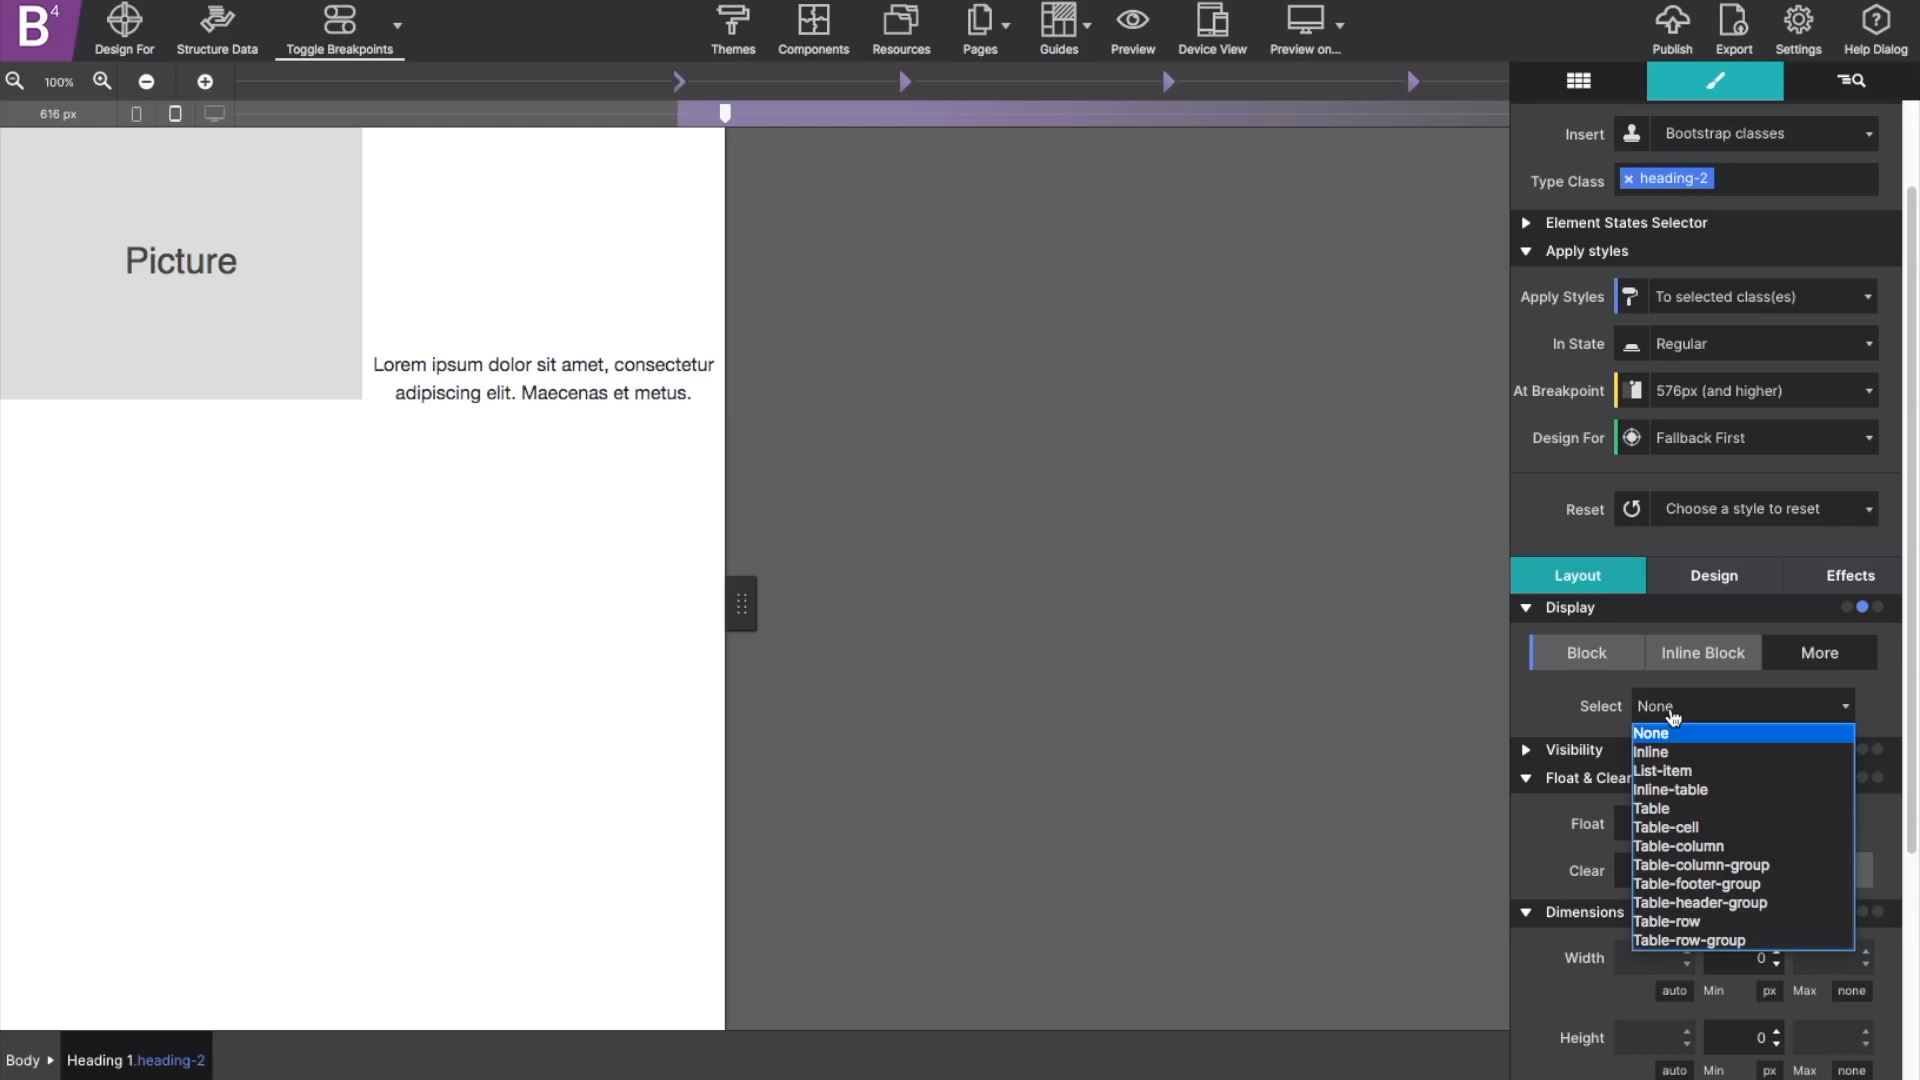 B4
Design For
Structure Data
Toggle Breakpoints
Themes
Components
Resources
Pages
Guides
Preview
Device View
Preview on...
Publish
Export
Settings
Help Dialog
100%
616 px
Picture
Lorem ipsum dolor sit amet, consectetur
adipiscing elit. Maecenas et metus.
Insert
Bootstrap classes
Type Class
× heading-2
Element States Selector
Apply styles
Apply Styles
To selected class(es)
In State
Regular
At Breakpoint
576px (and higher)
Design For
Fallback First
Reset
Choose a style to reset
Layout
Design
Effects
Display
Block
Inline Block
More
Select
None
None
Inline
List-item
Inline-table
Table
Table-cell
Table-column
Table-column-group
Table-footer-group
Table-header-group
Table-row
Table-row-group
Visibility
Float & Clear
Float
Clear
Dimensions
Width
0
auto
Min
px
Max
none
Height
0
auto
Min
px
Max
none
Body
Heading 1.heading-2